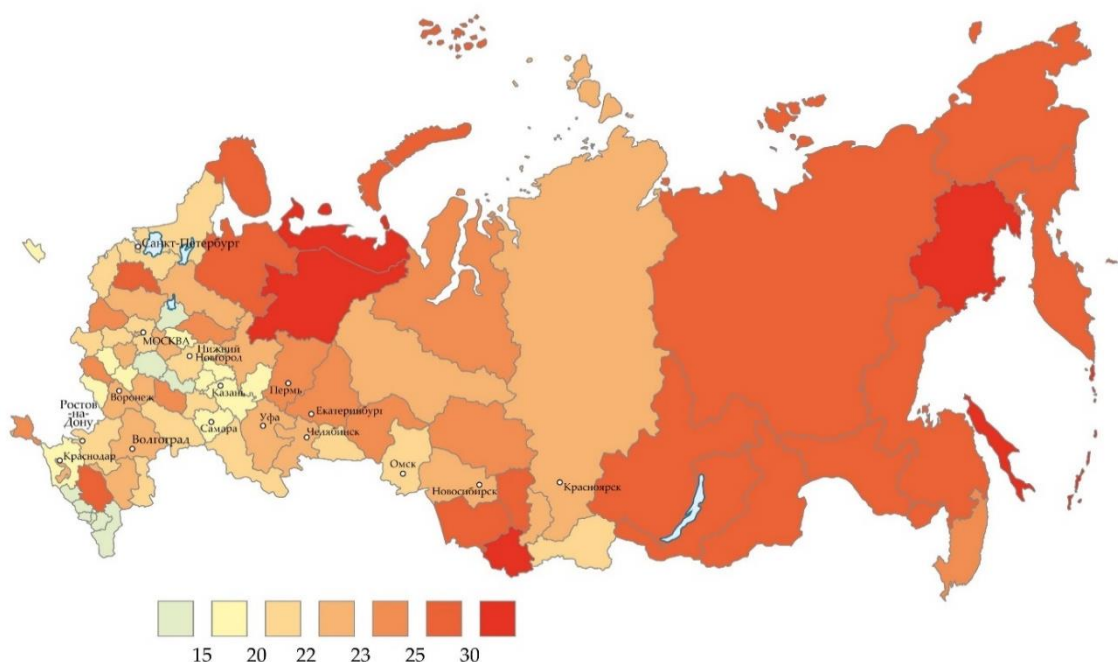 Санкт-Петербург
МОСКВА
Нижний
Новгород
Казань
Пермь
Воронеж
Ростов
-на-
Дону
Екатеринбург
Уфа
Самара
Челябинск
Волгоград
Краснодар
Омск
Новосибирск
Красноярск
15 20 22 23 25 30